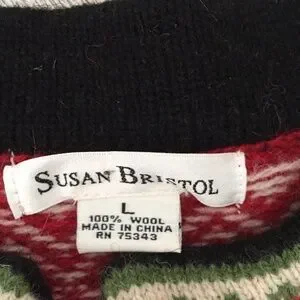 SUSAN BRISTOL
L
100% WOOL
MADE IN CHINA
RN 75343